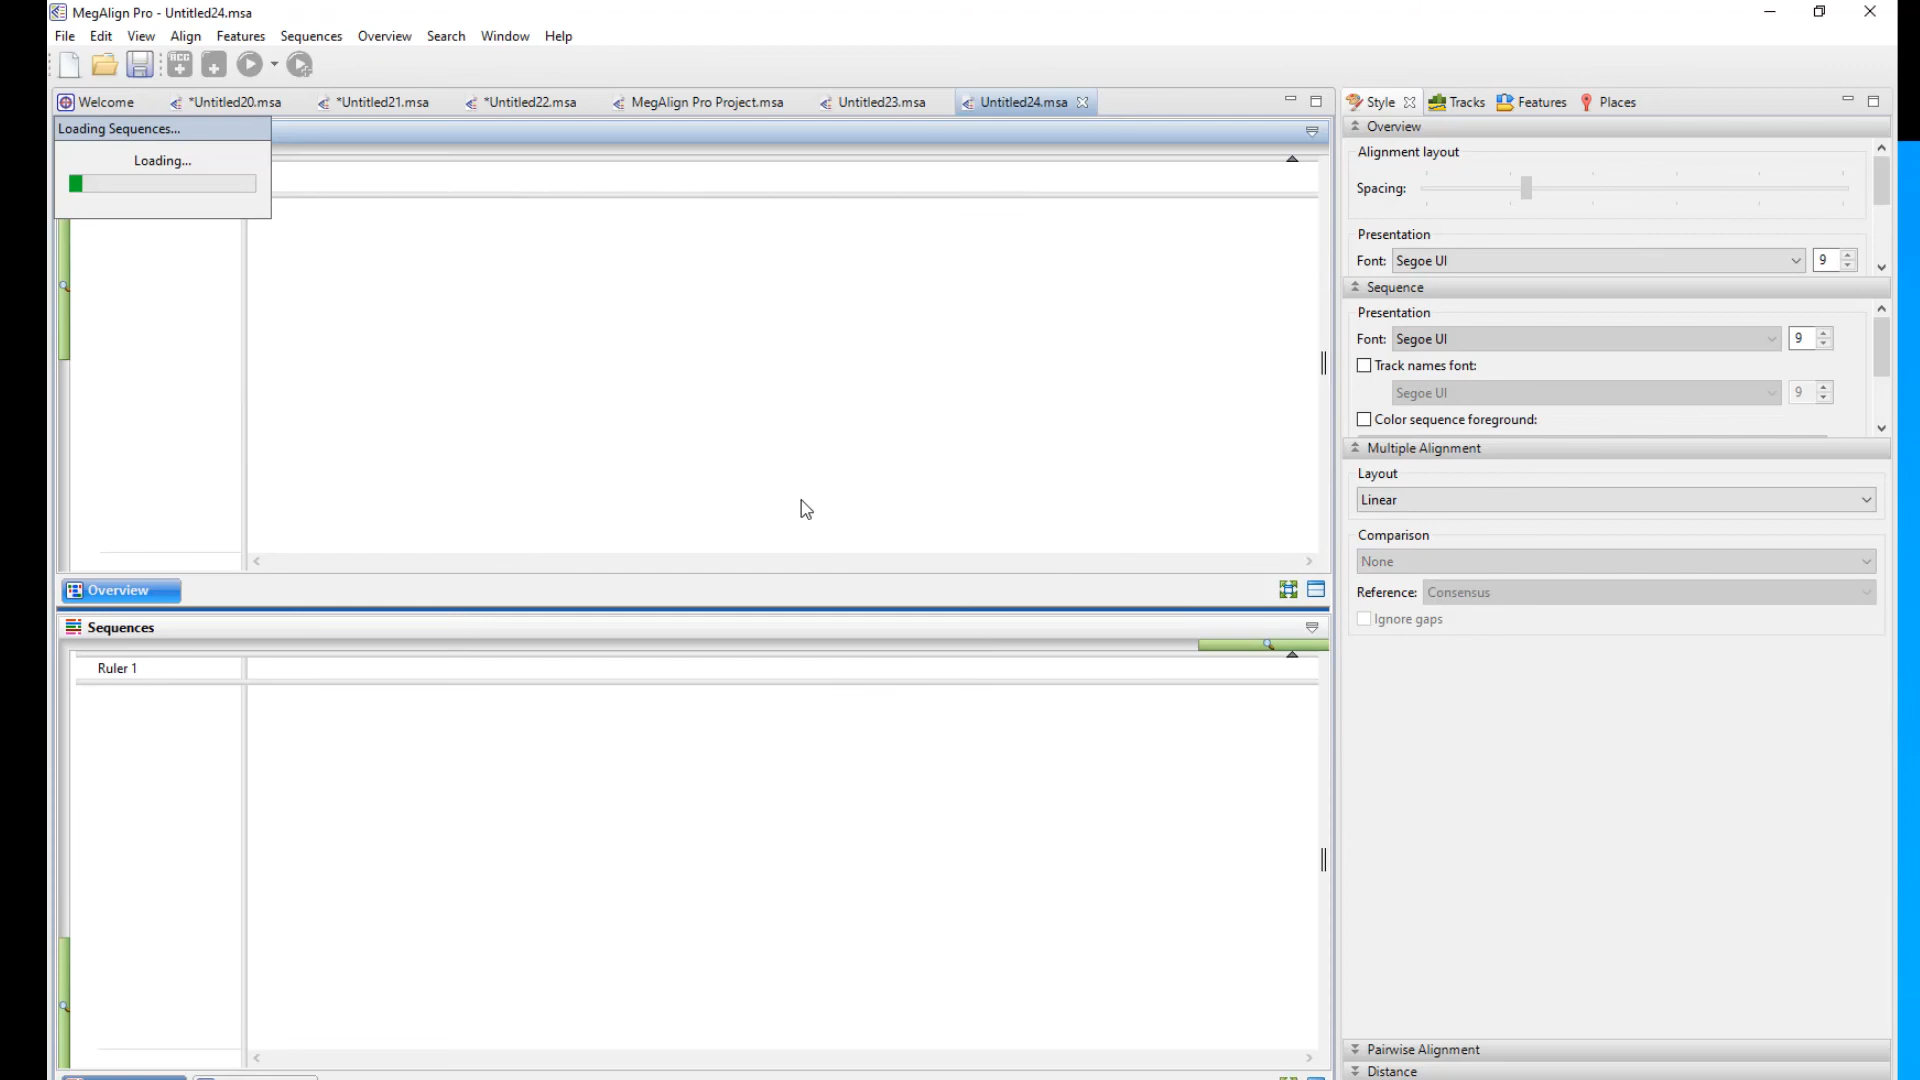 MegAlign Pro - Untitled24.msa
File Edit View Align Features Sequences Overview Search Window Help
Welcome *Untitled20.msa *Untitled21.msa *Untitled22.msa MegAlign Pro Project.msa Untitled23.msa Untitled24.msa
Style Tracks Features Places
Loading Sequences...
Loading...
Overview
Alignment layout
Spacing:
Presentation
Font: Segoe UI 9
Sequence
Presentation
Font: Segoe UI 9
Track names font:
Segoe UI 9
Color sequence foreground:
Multiple Alignment
Layout
Linear
Comparison
None
Reference: Consensus
Ignore gaps
Overview
Sequences
Ruler 1
Pairwise Alignment
Distance